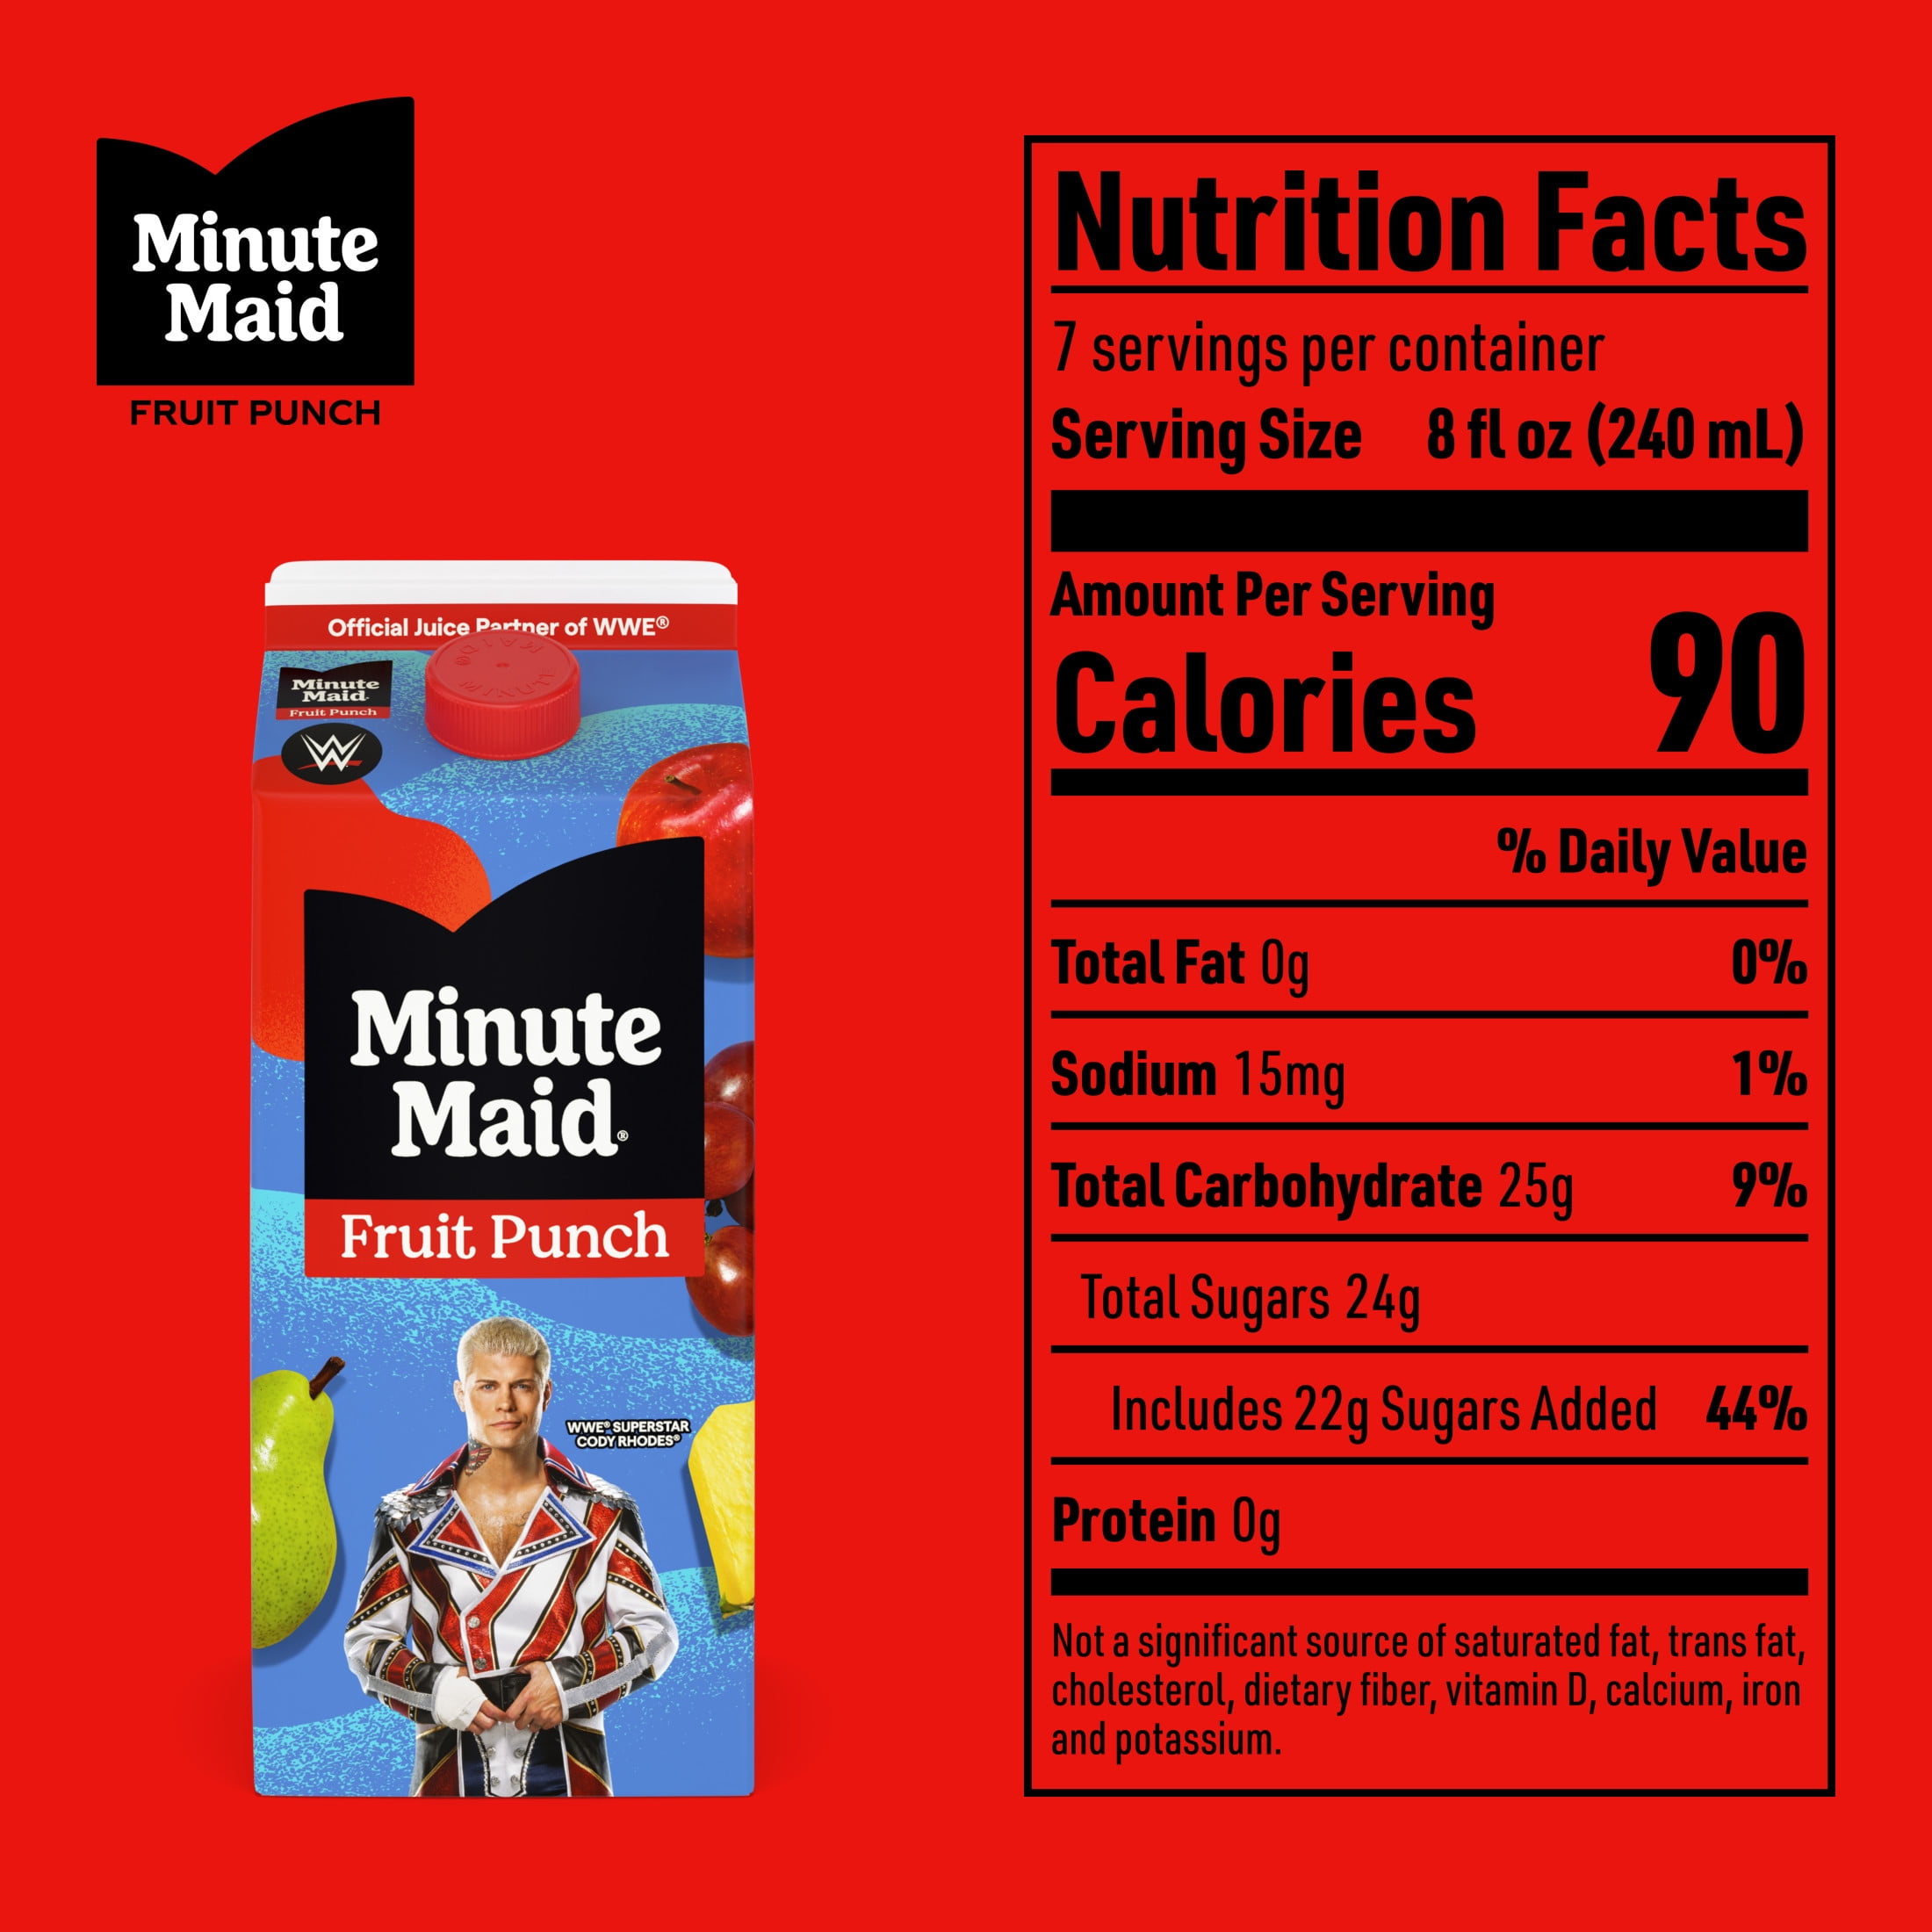 Minute
Maid
FRUIT PUNCH
Official Juice Partner of WWE®
Minute
Maid
Fruit Punch
W
Minute
Maid®
Fruit Punch
WWE® SUPERSTAR
CODY RHODES®
Nutrition Facts
7 servings per container
Serving Size 8 fl oz (240 mL)
Amount Per Serving
Calories 90
% Daily Value
Total Fat 0g 0%
Sodium 15mg 1%
Total Carbohydrate 25g 9%
Total Sugars 24g
Includes 22g Sugars Added 44%
Protein 0g
Not a significant source of saturated fat, trans fat,
cholesterol, dietary fiber, vitamin D, calcium, iron
and potassium.